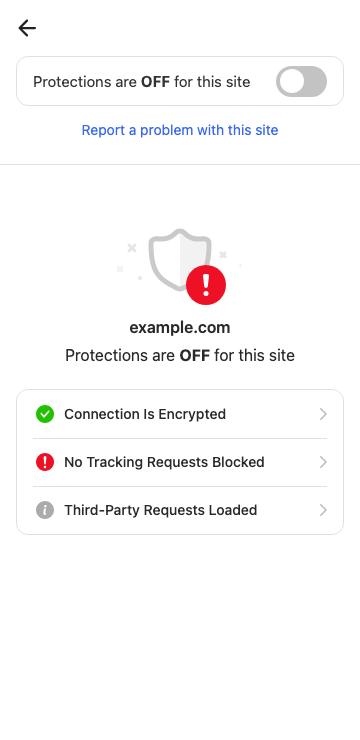 Protections are OFF for this site
Report a problem with this site
example.com
Protections are OFF for this site
Connection Is Encrypted
No Tracking Requests Blocked
Third-Party Requests Loaded